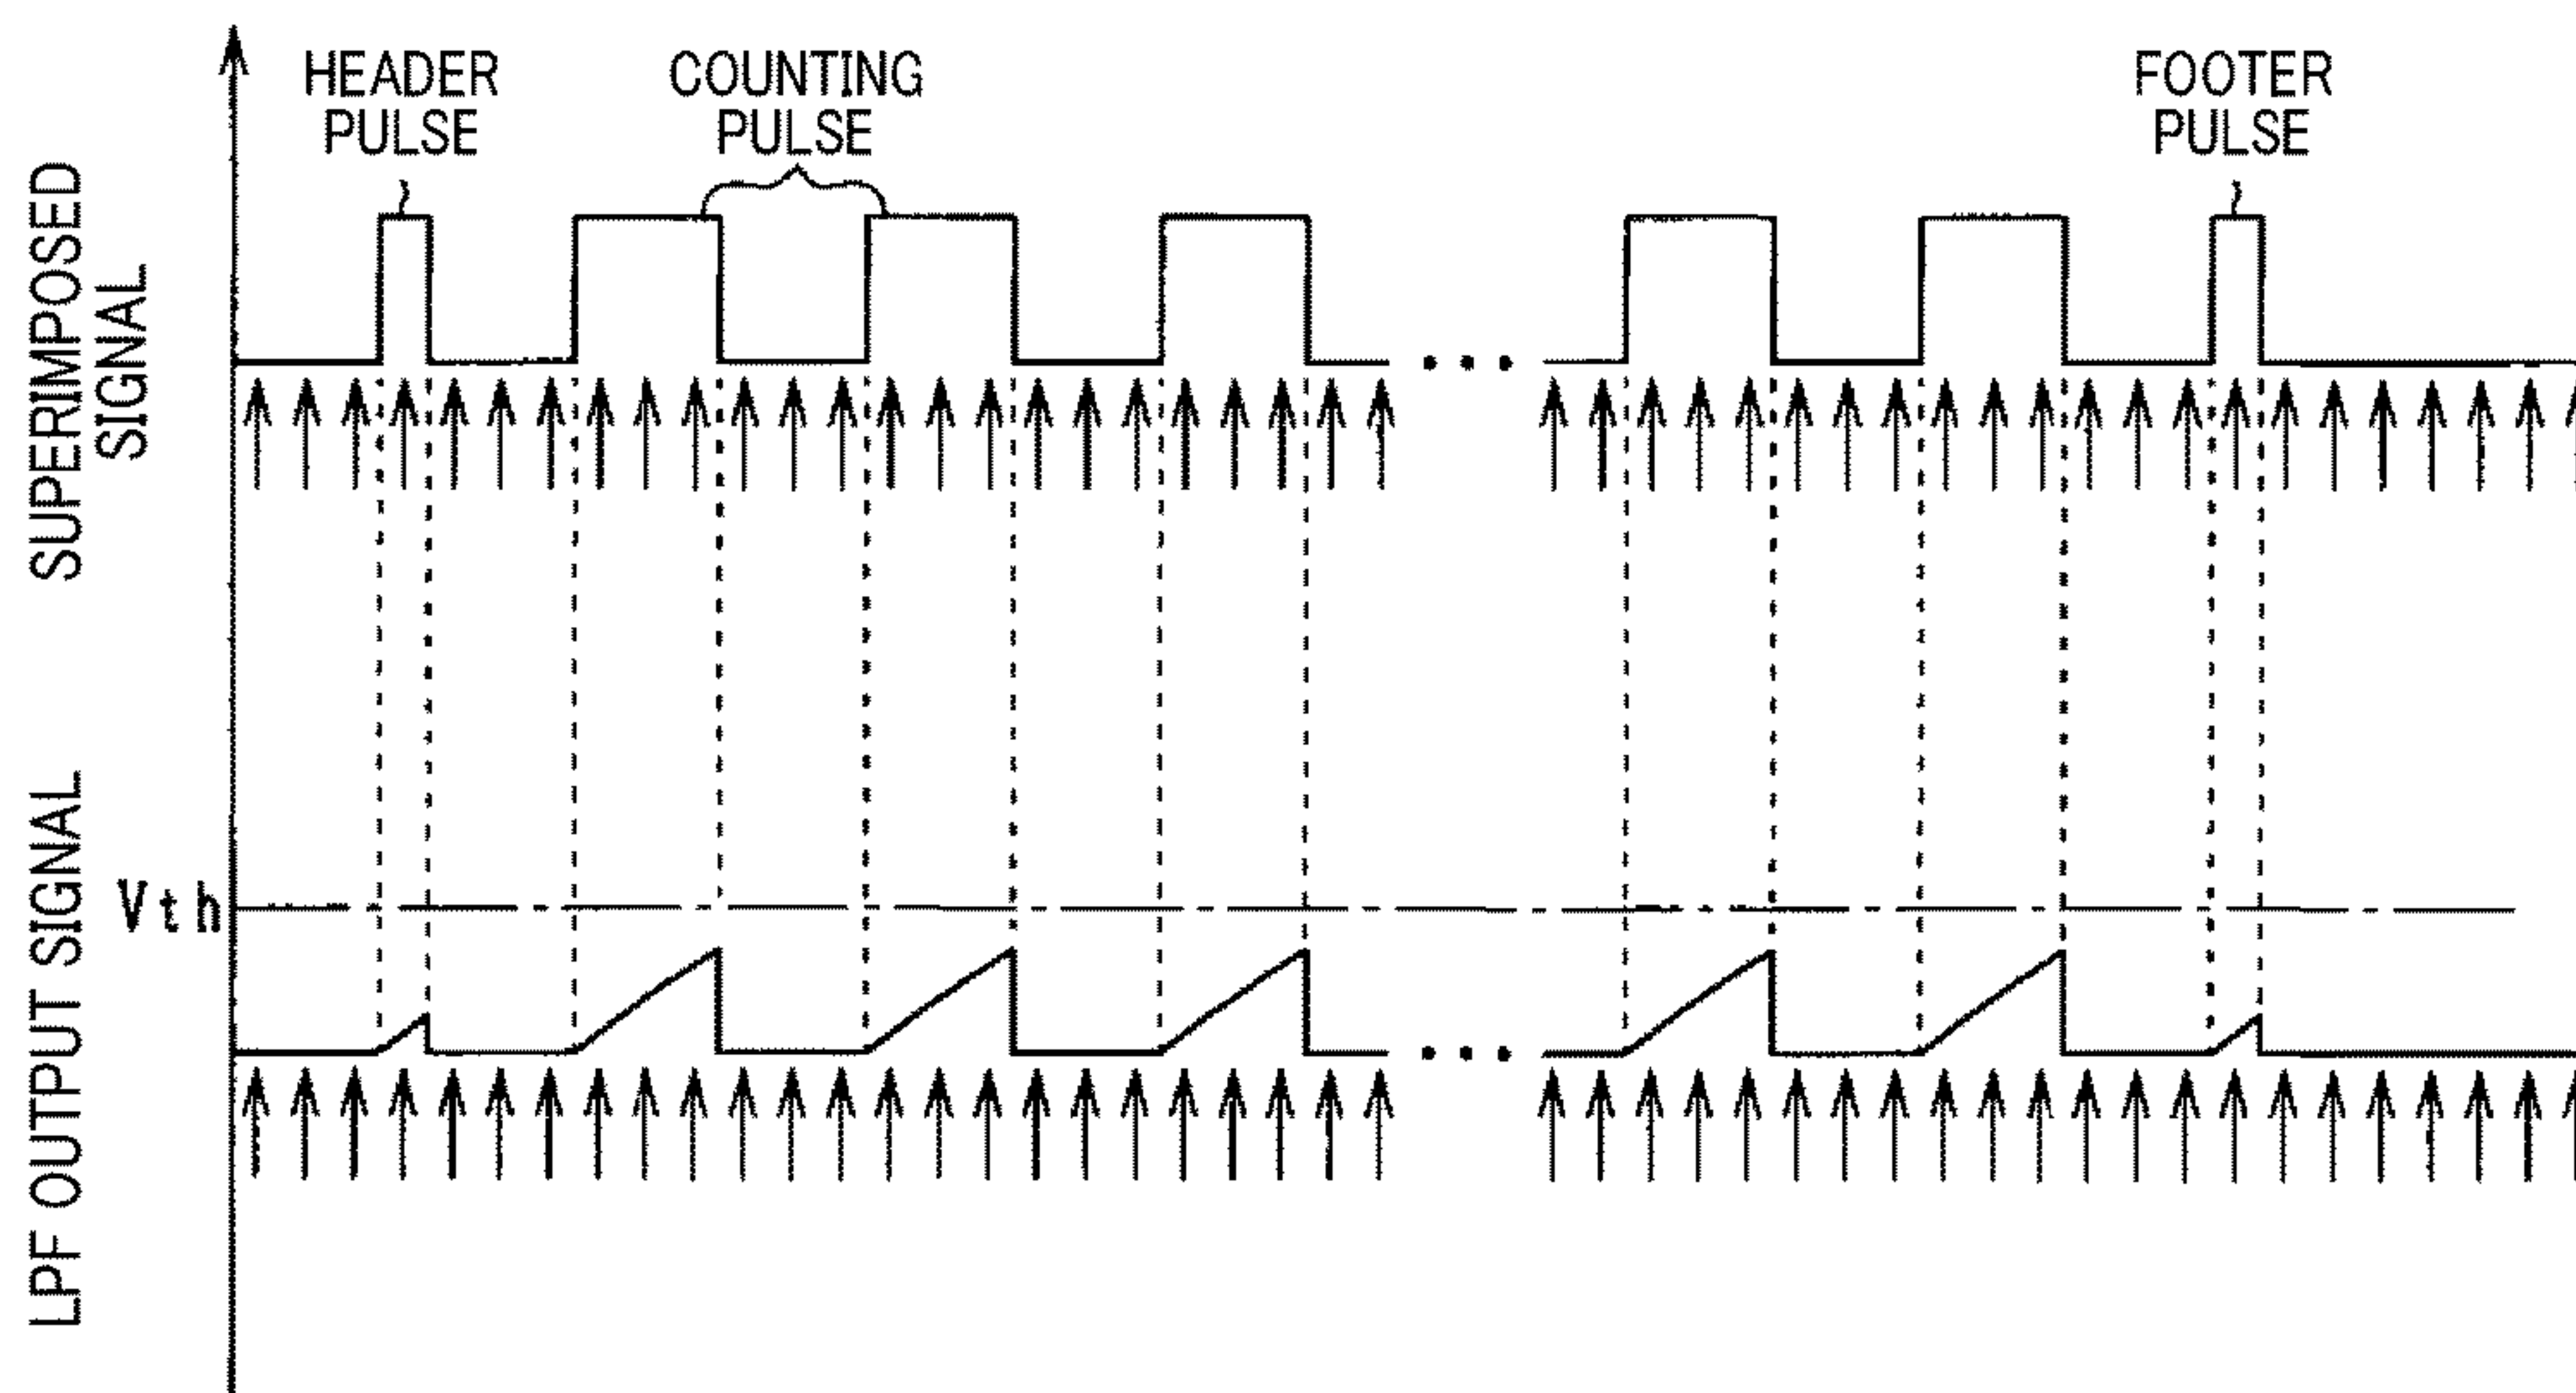 HEADER
PULSE
COUNTING
PULSE
FOOTER
PULSE
SUPERIMPOSED
SIGNAL
Vth
LPF OUTPUT SIGNAL